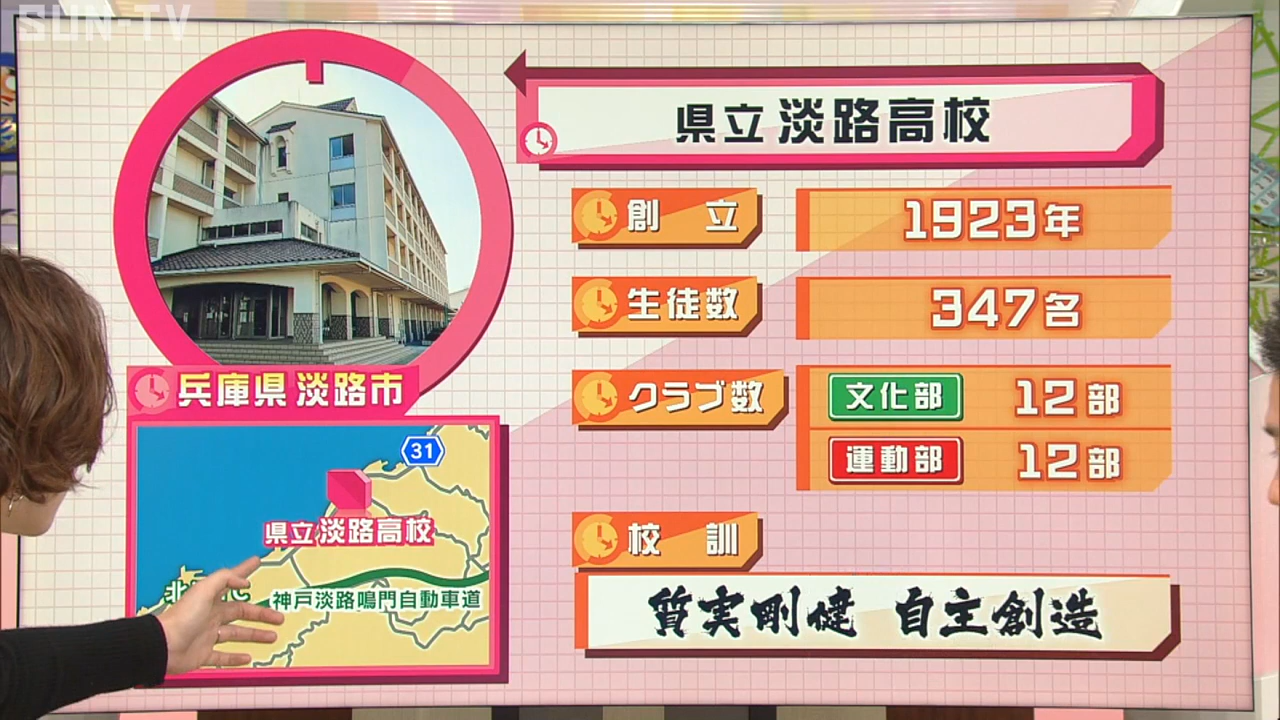 SUN-TV
県立 淡路高校
創立
1923年
生徒数
347名
クラブ数
文化部 12部
運動部 12部
校訓
質実剛健 自主創造
兵庫県 淡路市
31
県立淡路高校
神戸淡路鳴門自動車道